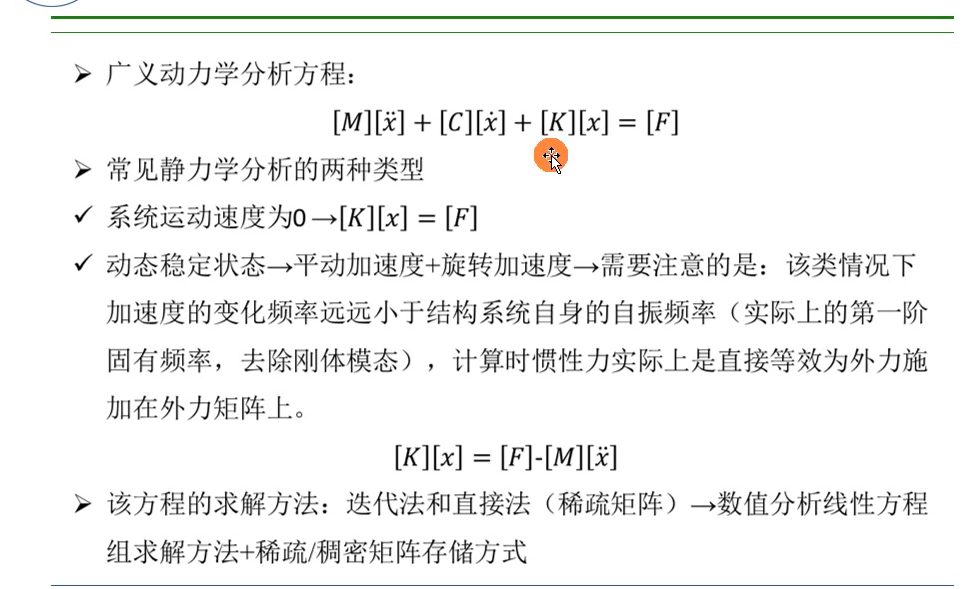 ➢ 广义动力学分析方程：
[M][ẍ] + [C][ẋ] + [K][x] = [F]
➢ 常见静力学分析的两种类型
✓ 系统运动速度为0→[K][x] = [F]
✓ 动态稳定状态→平动加速度+旋转加速度→需要注意的是：该类情况下
加速度的变化频率远远小于结构系统自身的自振频率（实际上的第一阶
固有频率，去除刚体模态），计算时惯性力实际上是直接等效为外力施
加在外力矩阵上。
[K][x] = [F]-[M][ẍ]
➢ 该方程的求解方法：迭代法和直接法（稀疏矩阵）→数值分析线性方程
组求解方法+稀疏/稠密矩阵存储方式